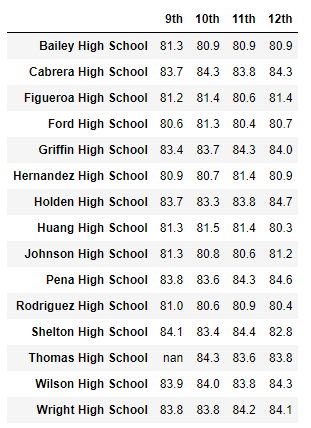 9th 10th 11th 12th
Bailey High School 81.3 80.9 80.9 80.9
Cabrera High School 83.7 84.3 83.8 84.3
Figueroa High School 81.2 81.4 80.6 81.4
Ford High School 80.6 81.3 80.4 80.7
Griffin High School 83.4 83.7 84.3 84.0
Hernandez High School 80.9 80.7 81.4 80.9
Holden High School 83.7 83.3 83.8 84.7
Huang High School 81.3 81.5 81.4 80.3
Johnson High School 81.3 80.8 80.6 81.2
Pena High School 83.8 83.6 84.3 84.6
Rodriguez High School 81.0 80.6 80.9 80.4
Shelton High School 84.1 83.4 84.4 82.8
Thomas High School nan 84.3 83.6 83.8
Wilson High School 83.9 84.0 83.8 84.3
Wright High School 83.8 83.8 84.2 84.1